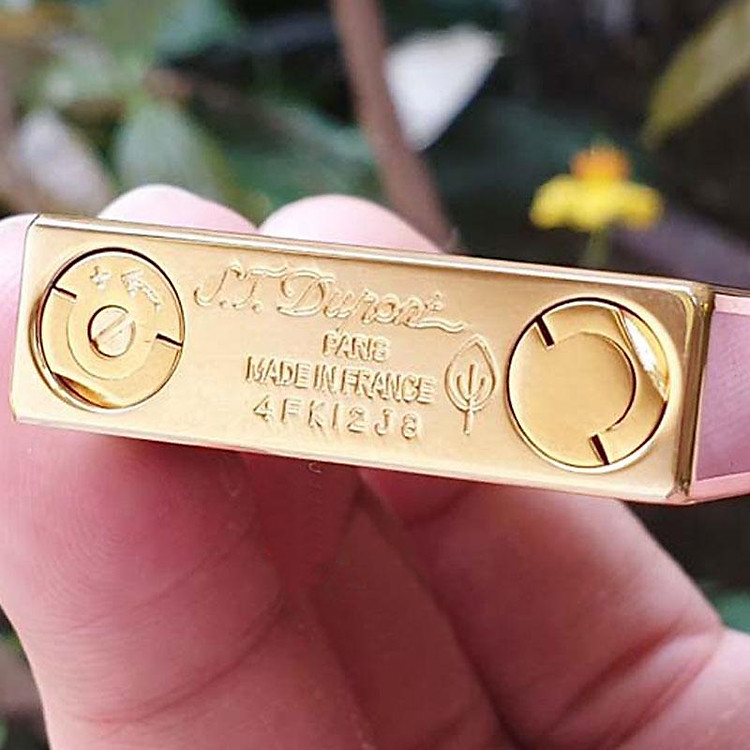 S.T. Dupont
PARIS
MADE IN FRANCE
4FK12J8